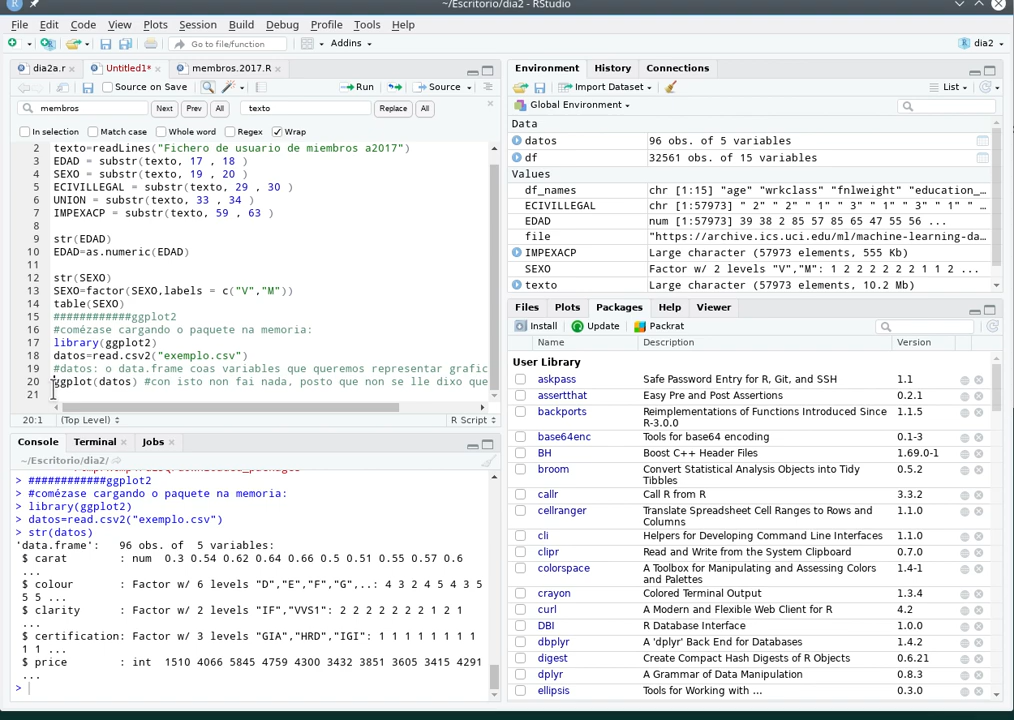 ~/Escritorio/dia2 - RStudio
File Edit Code View Plots Session Build Debug Profile Tools Help
Go to file/function Addins dia2
dia2a.r Untitled1* membros.2017.R
Source on Save Run Source
membros Next Prev All texto Replace All
In selection Match case Whole word Regex Wrap
2 texto=readLines("Fichero de usuario de miembros a2017")
3 EDAD = substr(texto, 17 , 18 )
4 SEXO = substr(texto, 19 , 20 )
5 ECIVILLEGAL = substr(texto, 29 , 30 )
6 UNION = substr(texto, 33 , 34 )
7 IMPEXACP = substr(texto, 59 , 63 )
8
9 str(EDAD)
10 EDAD=as.numeric(EDAD)
11
12 str(SEXO)
13 SEXO=factor(SEXO,labels = c("V","M"))
14 table(SEXO)
15 ############ggplot2
16 #comézase cargando o paquete na memoria:
17 library(ggplot2)
18 datos=read.csv2("exemplo.csv")
19 #datos: o data.frame coas variables que queremos representar grafic
20 ggplot(datos) #con isto non fai nada, posto que non se lle dixo que
21
20:1 (Top Level) R Script
Console Terminal Jobs
~/Escritorio/dia2/
> ############ggplot2
> #comézase cargando o paquete na memoria:
> library(ggplot2)
> datos=read.csv2("exemplo.csv")
> str(datos)
'data.frame': 96 obs. of 5 variables:
$ carat : num 0.3 0.54 0.62 0.64 0.66 0.5 0.51 0.55 0.57 0.6
...
$ colour : Factor w/ 6 levels "D","E","F","G",..: 4 3 2 4 5 4 3 5
5 5 ...
$ clarity : Factor w/ 2 levels "IF","VVS1": 2 2 2 2 2 2 2 1 2 1
...
$ certification: Factor w/ 3 levels "GIA","HRD","IGI": 1 1 1 1 1 1 1 1
1 1 ...
$ price : int 1510 4066 5845 4759 4300 3432 3851 3605 3415 4291
...
>
Environment History Connections
Import Dataset List
Global Environment
Data
datos 96 obs. of 5 variables
df 32561 obs. of 15 variables
Values
df_names chr [1:15] "age" "wrkclass" "fnlweight" "education_…
ECIVILLEGAL chr [1:57973] " 2" " 2" " 1" " 3" " 1" " 3" " 1" " …
EDAD num [1:57973] 39 38 2 85 57 85 65 47 55 56 ...
file "https://archive.ics.uci.edu/ml/machine-learning-da…
IMPEXACP Large character (57973 elements, 555 Kb)
SEXO Factor w/ 2 levels "V","M": 1 2 2 2 2 2 2 1 1 2 ...
texto Large character (57973 elements, 10.2 Mb)
Files Plots Packages Help Viewer
Install Update Packrat
Name Description Version
User Library
askpass Safe Password Entry for R, Git, and SSH 1.1
assertthat Easy Pre and Post Assertions 0.2.1
backports Reimplementations of Functions Introduced Since R-3.0.0 1.1.5
base64enc Tools for base64 encoding 0.1-3
BH Boost C++ Header Files 1.69.0-1
broom Convert Statistical Analysis Objects into Tidy Tibbles 0.5.2
callr Call R from R 3.3.2
cellranger Translate Spreadsheet Cell Ranges to Rows and Columns 1.1.0
cli Helpers for Developing Command Line Interfaces 1.1.0
clipr Read and Write from the System Clipboard 0.7.0
colorspace A Toolbox for Manipulating and Assessing Colors and Palettes 1.4-1
crayon Colored Terminal Output 1.3.4
curl A Modern and Flexible Web Client for R 4.2
DBI R Database Interface 1.0.0
dbplyr A 'dplyr' Back End for Databases 1.4.2
digest Create Compact Hash Digests of R Objects 0.6.21
dplyr A Grammar of Data Manipulation 0.8.3
ellipsis Tools for Working with ... 0.3.0